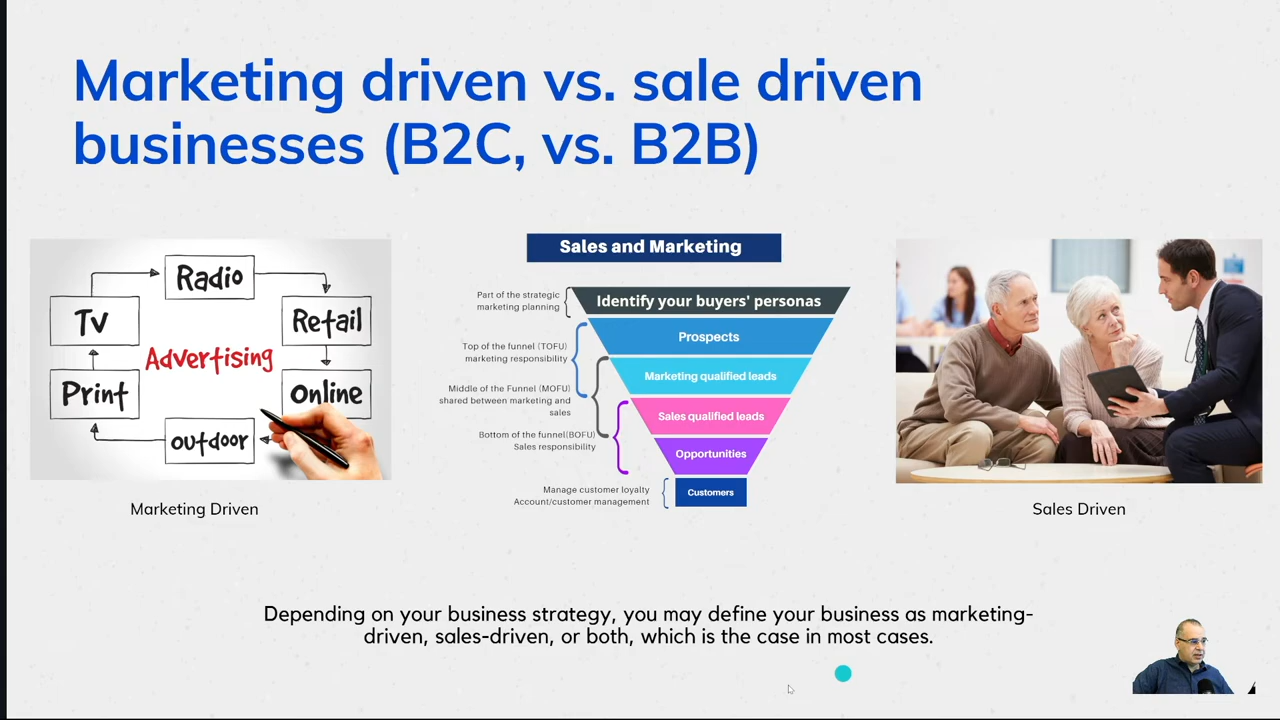 Marketing driven vs. sale driven
businesses (B2C, vs. B2B)
Radio
TV
Retail
Advertising
Print
Online
outdoor
Marketing Driven
Sales and Marketing
Part of the strategic
marketing planning
Identify your buyers' personas
Prospects
Top of the funnel (TOFU)
marketing responsibility
Marketing qualified leads
Middle of the Funnel (MOFU)
shared between marketing and
sales
Sales qualified leads
Bottom of the funnel(BOFU)
Sales responsibility
Opportunities
Manage customer loyalty
Account/customer management
Customers
Sales Driven
Depending on your business strategy, you may define your business as marketing-
driven, sales-driven, or both, which is the case in most cases.